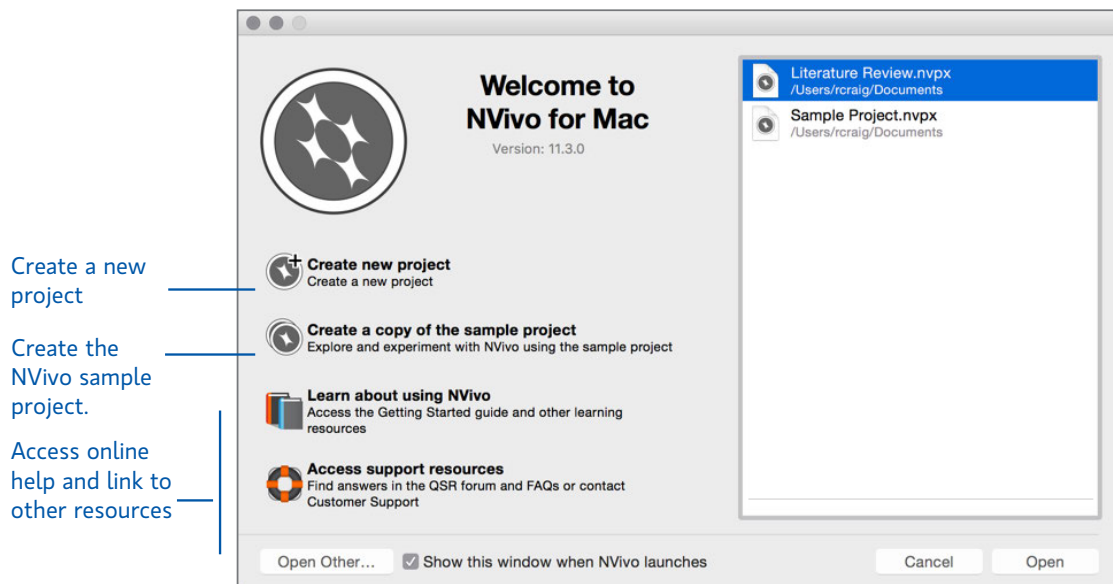 Welcome to
NVivo for Mac
Version: 11.3.0
Literature Review.nvpx
/Users/rcraig/Documents
Sample Project.nvpx
/Users/rcraig/Documents
Create a new
project
Create new project
Create a new project
Create the
NVivo sample
project.
Create a copy of the sample project
Explore and experiment with NVivo using the sample project
Access online
help and link to
other resources
Learn about using NVivo
Access the Getting Started guide and other learning
resources
Access support resources
Find answers in the QSR forum and FAQs or contact
Customer Support
Open Other...
Show this window when NVivo launches
Cancel
Open